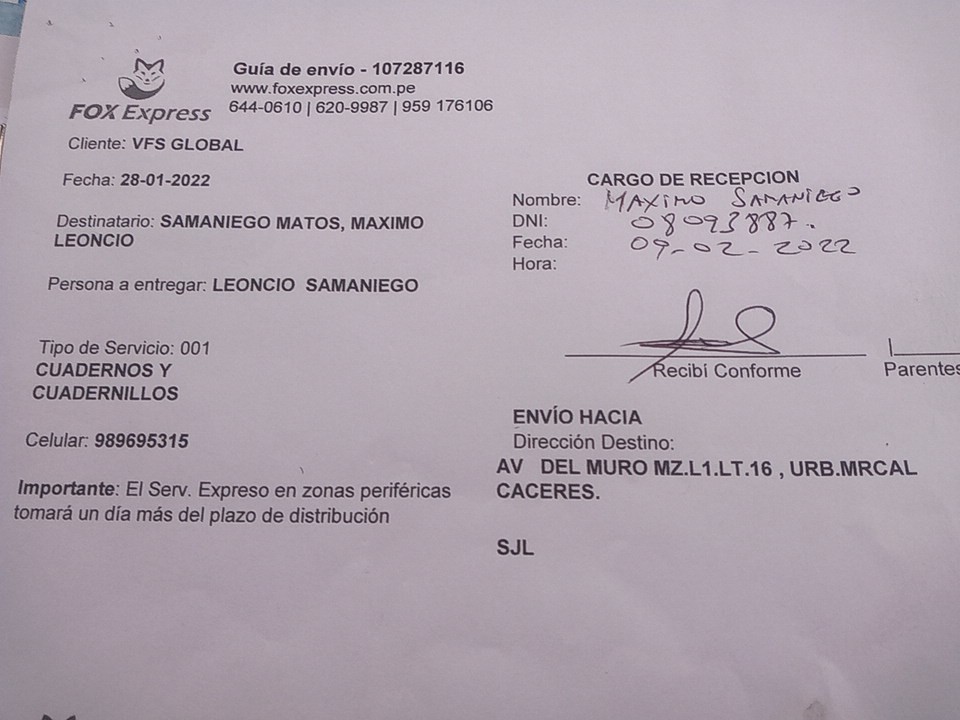 Guía de envío - 107287116
www.foxexpress.com.pe
644-0610 | 620-9987 | 959 176106
FOX Express
Cliente: VFS GLOBAL
Fecha: 28-01-2022
Destinatario: SAMANIEGO MATOS, MAXIMO
LEONCIO
Persona a entregar: LEONCIO SAMANIEGO
Tipo de Servicio: 001
CUADERNOS Y
CUADERNILLOS
Celular: 989695315
Importante: El Serv. Expreso en zonas periféricas
tomará un día más del plazo de distribución
CARGO DE RECEPCION
Nombre: MAXIMO SAMANIEGO
DNI: 08093887.
Fecha: 09-02-2022
Hora:
Recibí Conforme
Parentes
ENVÍO HACIA
Dirección Destino:
AV DEL MURO MZ.L1.LT.16 , URB.MRCAL
CACERES.
SJL